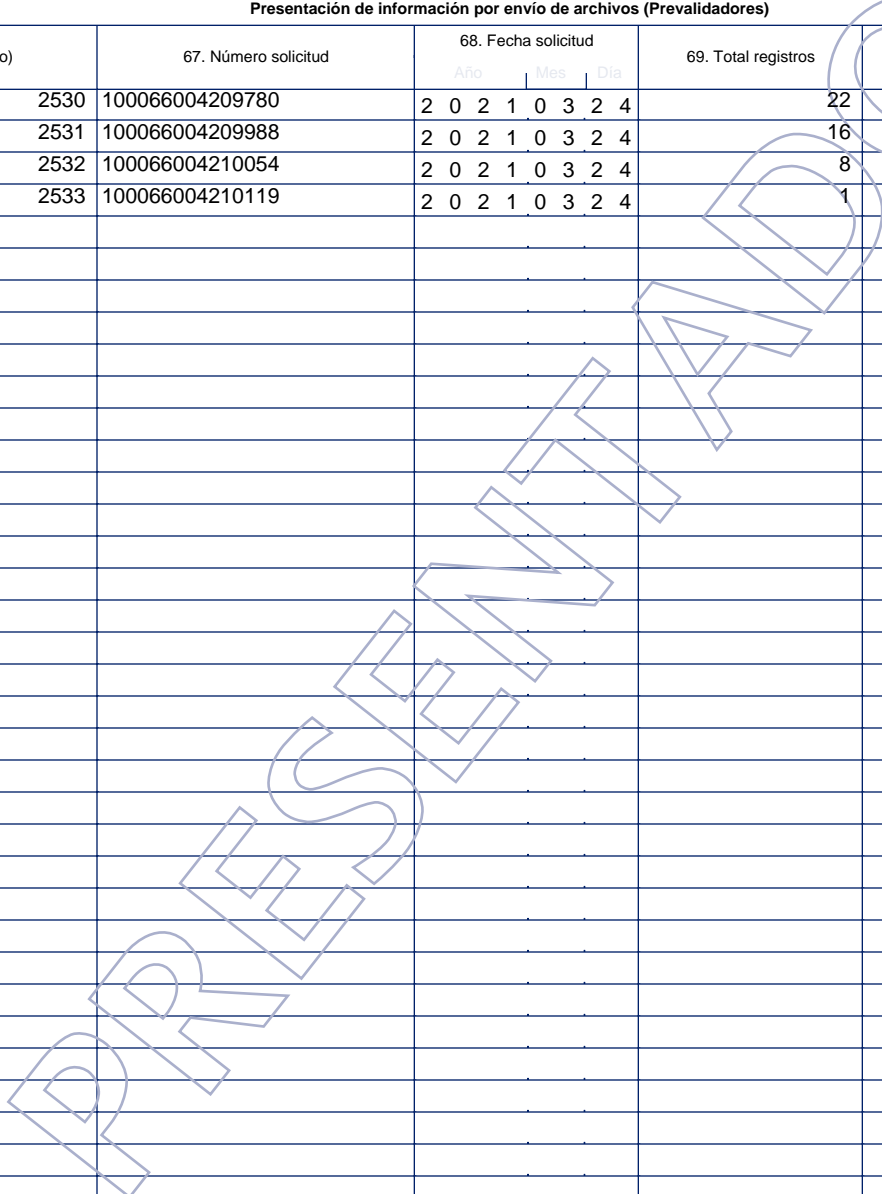 Presentación de información por envío de archivos (Prevalidadores)
o) 67. Número solicitud 68. Fecha solicitud 69. Total registros
Año Mes Día
2530 100066004209780 2 0 2 1 0 3 2 4 22
2531 100066004209988 2 0 2 1 0 3 2 4 16
2532 100066004210054 2 0 2 1 0 3 2 4 8
2533 100066004210119 2 0 2 1 0 3 2 4 1
PRESENTADO